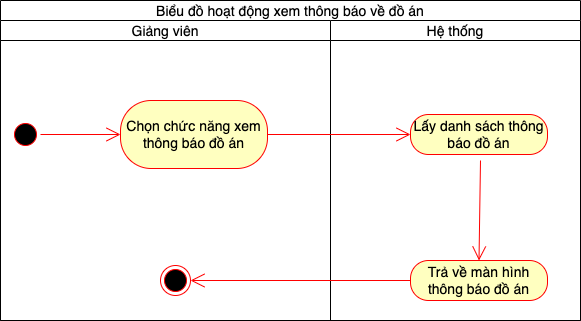 Biểu đồ hoạt động xem thông báo về đồ án
Giảng viên
Hệ thống
Chọn chức năng xem
thông báo đồ án
Lấy danh sách thông
báo đồ án
Trả về màn hình
thông báo đồ án